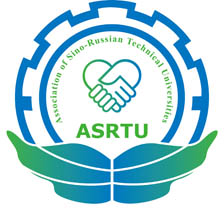 Association of Sino-Russian Technical Universities
ASRTU